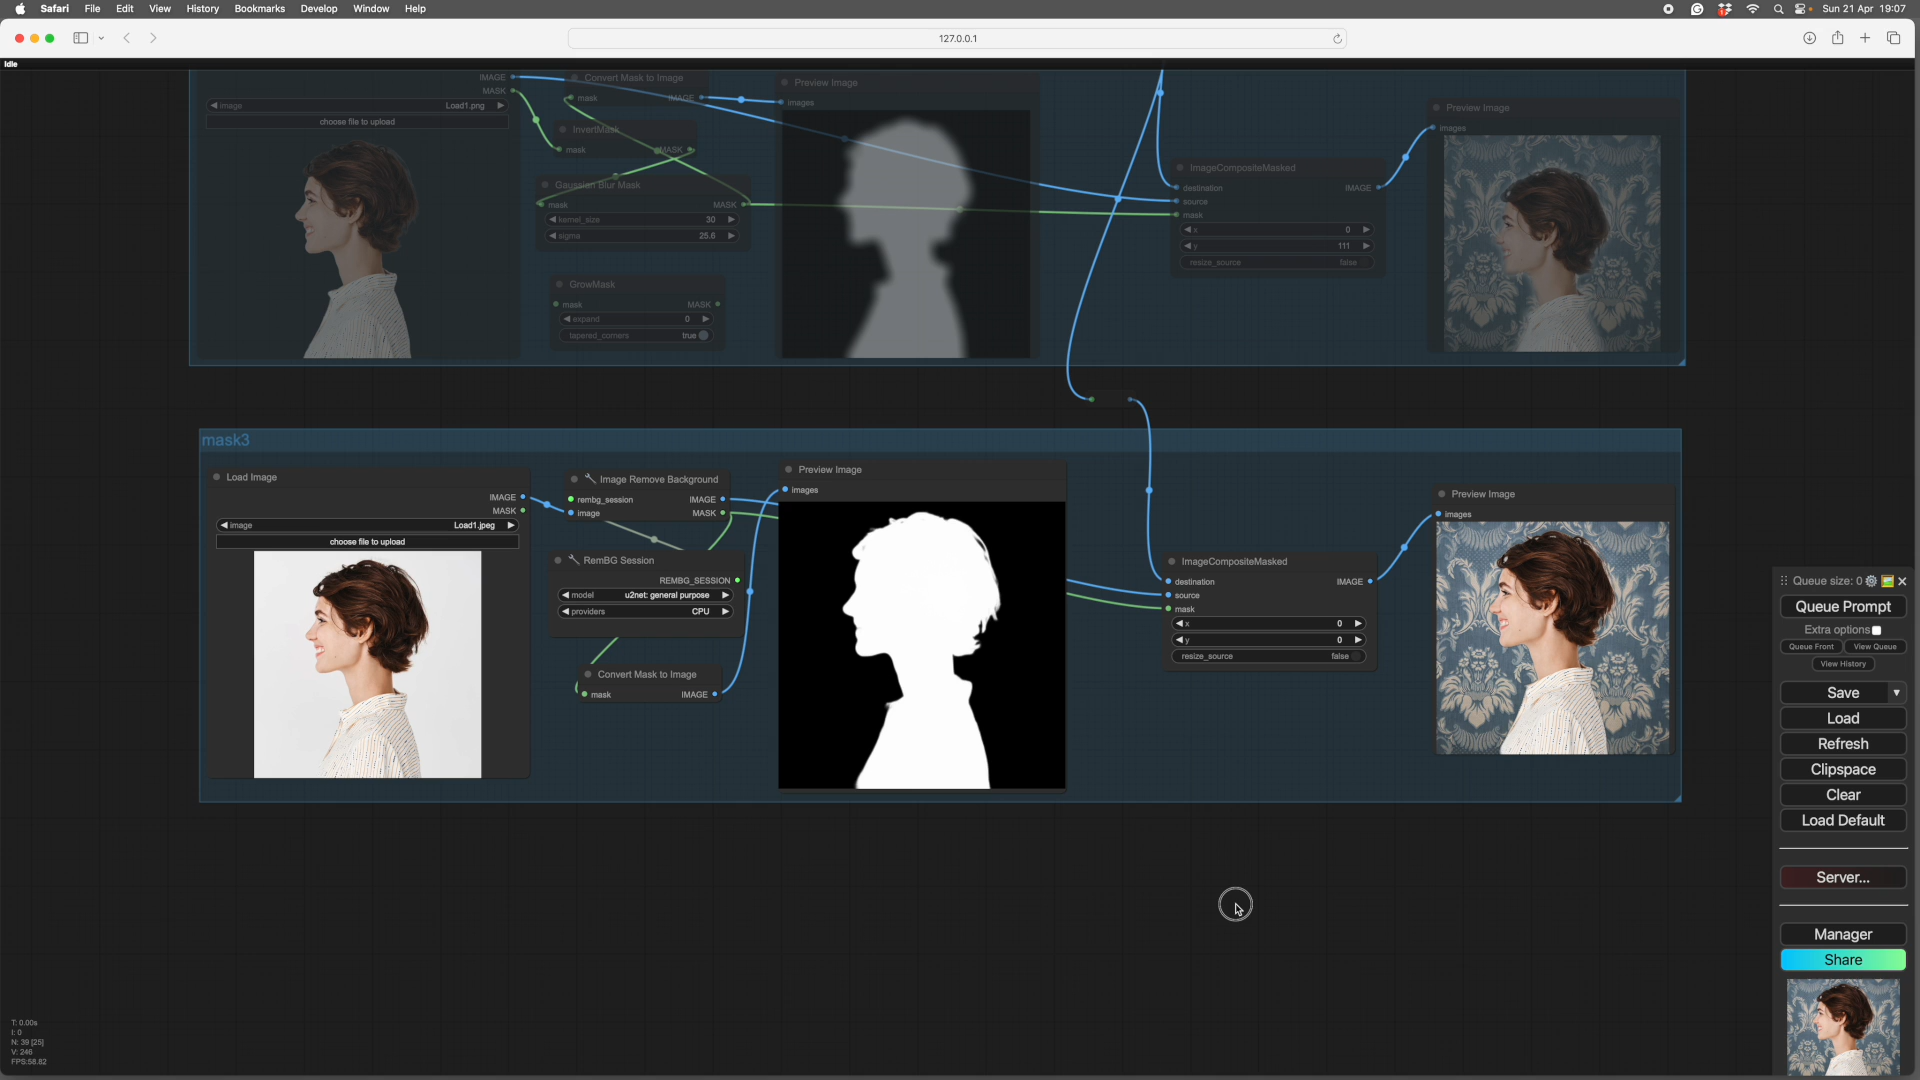 Safari File Edit View History Bookmarks Develop Window Help Sun 21 Apr 19:07
127.0.0.1
Idle
IMAGE
MASK
image Load1.png
choose file to upload
Convert Mask to Image
mask IMAGE
InvertMask
mask MASK
Gaussian Blur Mask
mask MASK
kernel_size 30
sigma 25.6
GrowMask
mask MASK
expand 0
tapered_corners true
Preview Image
images
ImageCompositeMasked
destination IMAGE
source
mask
x 0
y 111
resize_source false
Preview Image
images
mask3
Load Image
IMAGE
MASK
image Load1.jpeg
choose file to upload
Image Remove Background
rembg_session IMAGE
image MASK
RemBG Session
REMBG_SESSION
model u2net: general purpose
providers CPU
Convert Mask to Image
mask IMAGE
Preview Image
images
ImageCompositeMasked
destination IMAGE
source
mask
x 0
y 0
resize_source false
Preview Image
images
Queue size: 0
Queue Prompt
Extra options
Queue Front View Queue
View History
Save
Load
Refresh
Clipspace
Clear
Load Default
Server...
Manager
Share
T: 0.00s
I: 0
N: 39 [25]
V: 246
FPS:58.82